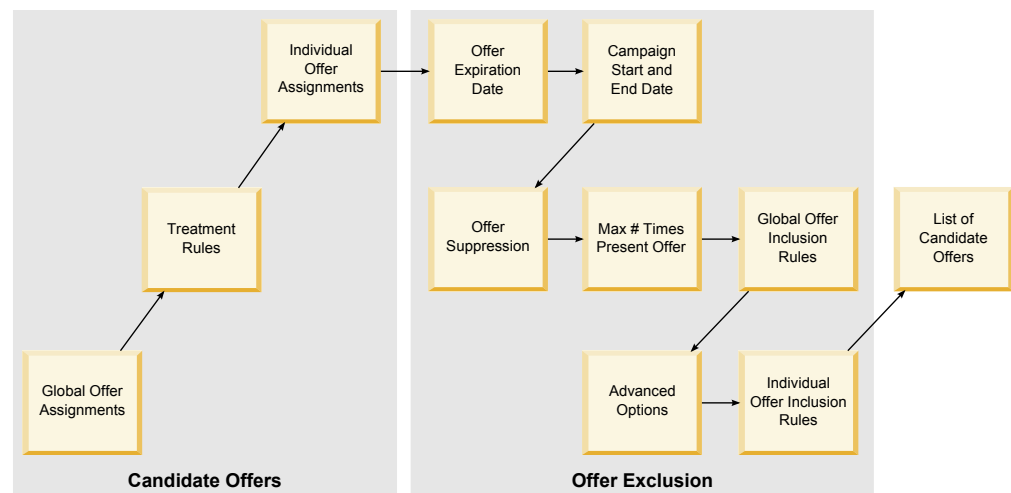 Individual
Offer
Assignments
Offer
Expiration
Date
Campaign
Start and
End Date
Treatment
Rules
Offer
Suppression
Max # Times
Present Offer
Global Offer
Inclusion
Rules
List of
Candidate
Offers
Global Offer
Assignments
Advanced
Options
Individual
Offer Inclusion
Rules
Candidate Offers
Offer Exclusion